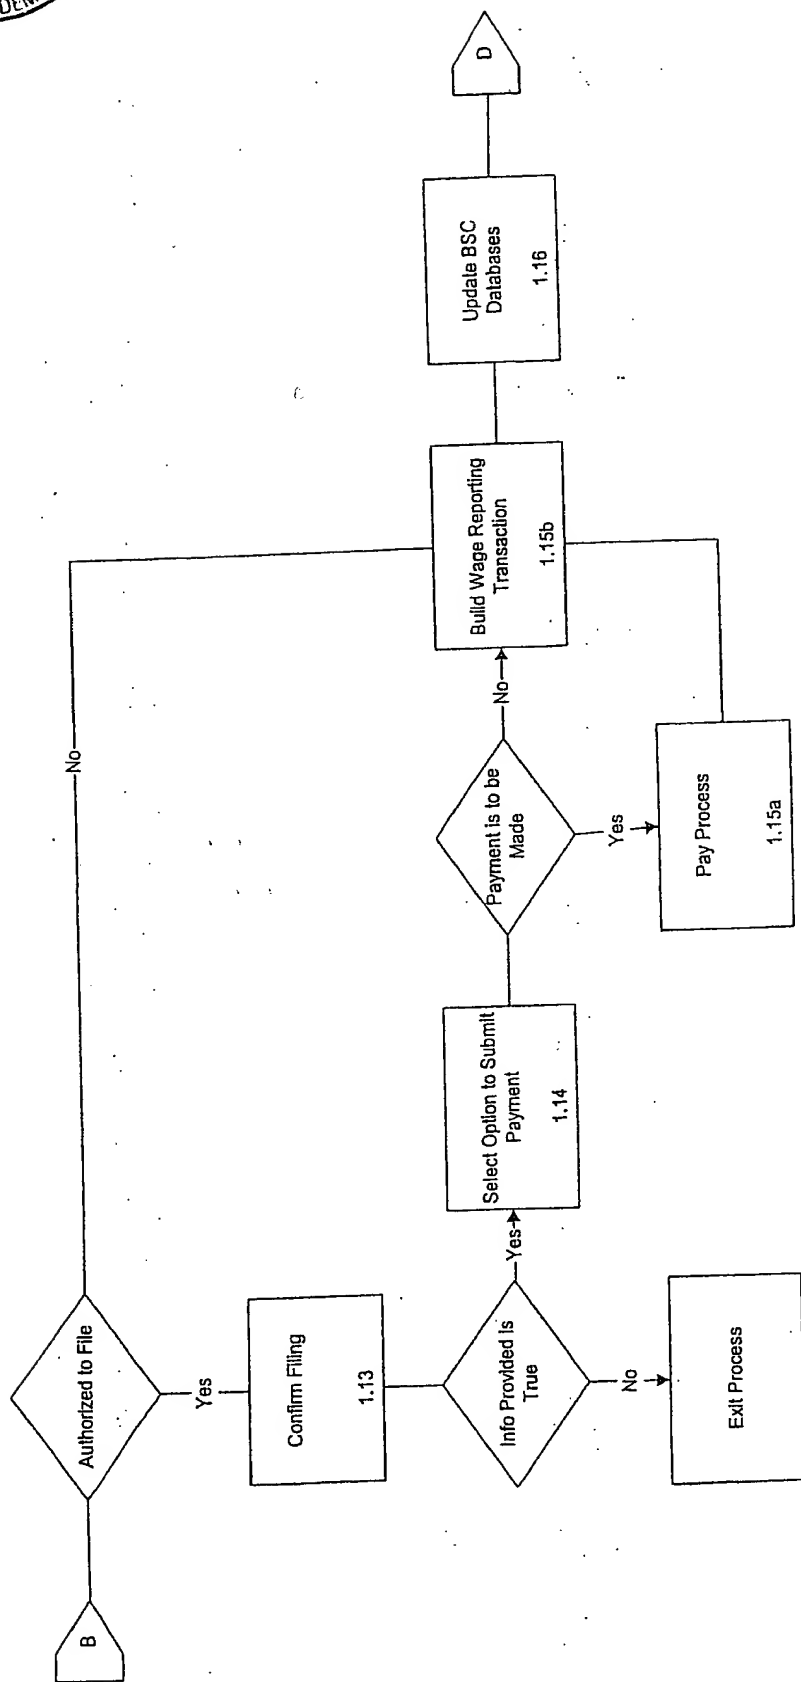 B
Authorized to File
No
Yes
Confirm Filing
1.13
Info Provided Is
True
Yes
No
Exit Process
Select Option to Submit
Payment
1.14
Payment is to be
Made
No
Yes
Pay Process
1.15a
Build Wage Reporting
Transaction
1.15b
Update BSC
Databases
1.16
D